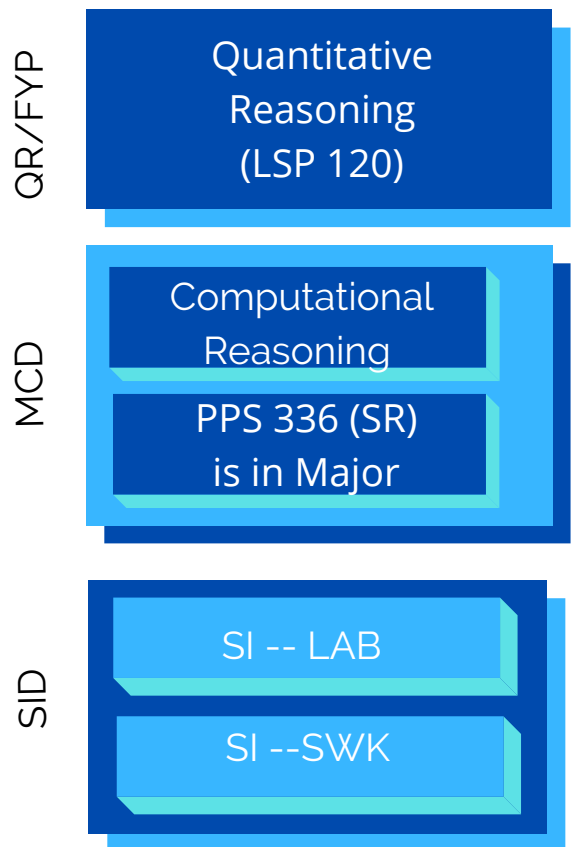 QR/FYP
Quantitative
Reasoning
(LSP 120)
MCD
Computational
Reasoning
PPS 336 (SR)
is in Major
SID
SI -- LAB
SI --SWK